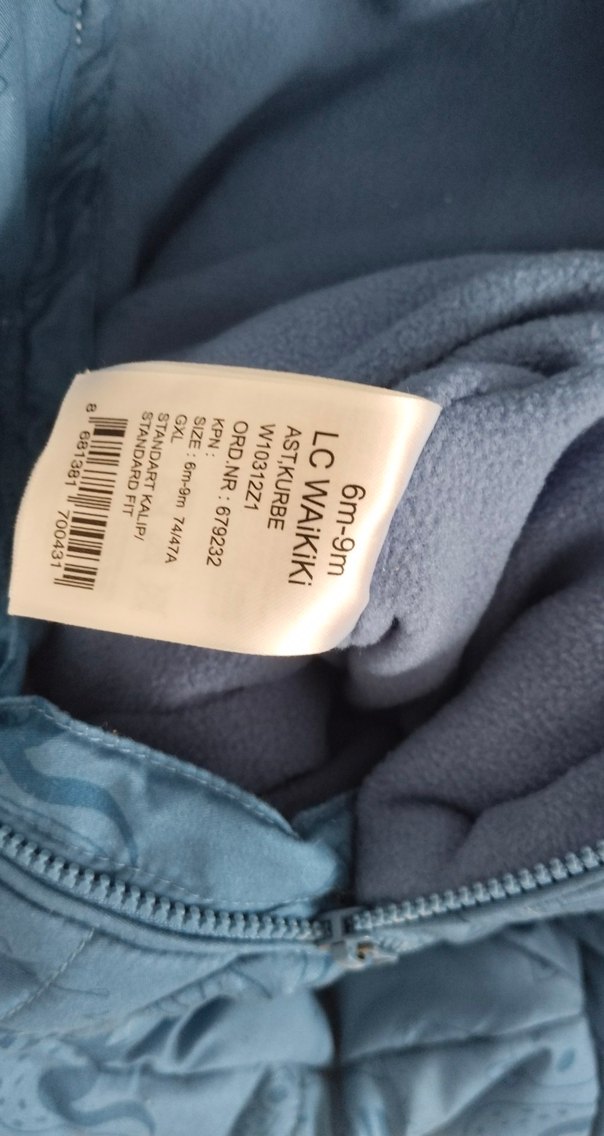 6m-9m
LC WAiKiKi
AST,KURBE
W10312Z1
ORD.NR : 679232
KPN :
SIZE : 6m-9m 74/47A
GXL
STANDART KALIP/
STANDARD FIT
8 681381 700431